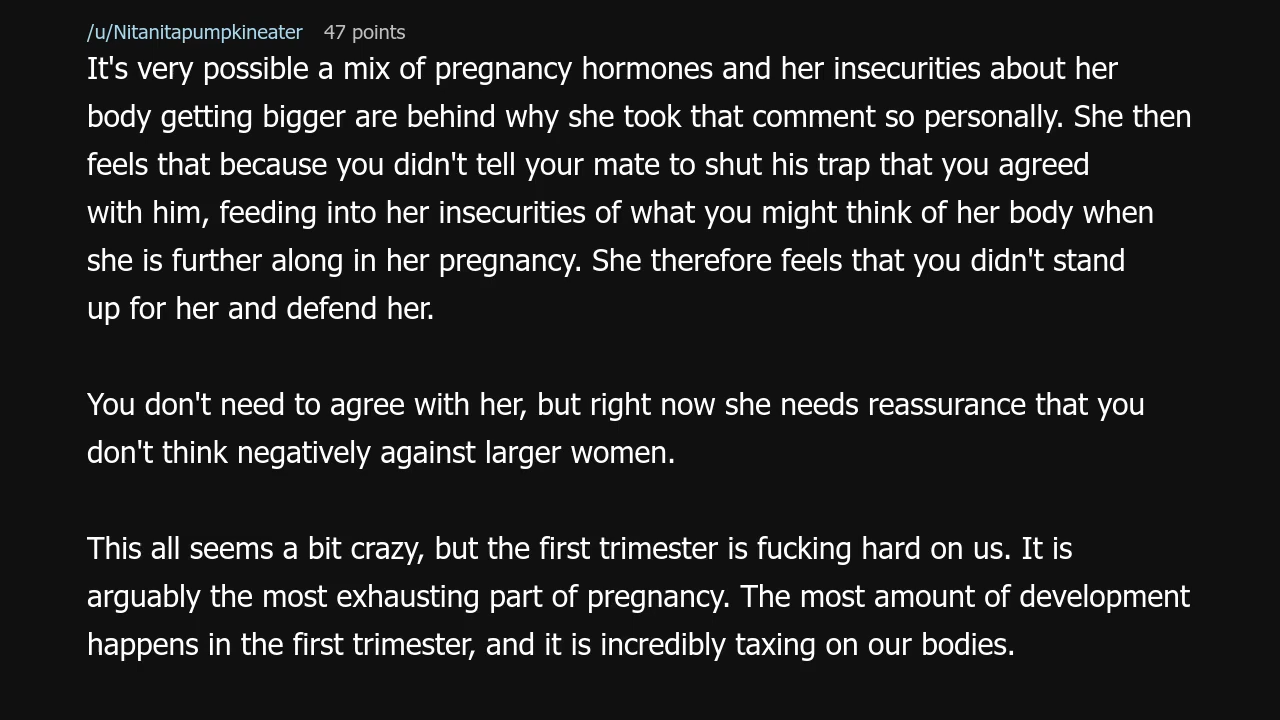 /u/Nitanitapumpkineater 47 points
It's very possible a mix of pregnancy hormones and her insecurities about her
body getting bigger are behind why she took that comment so personally. She then
feels that because you didn't tell your mate to shut his trap that you agreed
with him, feeding into her insecurities of what you might think of her body when
she is further along in her pregnancy. She therefore feels that you didn't stand
up for her and defend her.
You don't need to agree with her, but right now she needs reassurance that you
don't think negatively against larger women.
This all seems a bit crazy, but the first trimester is fucking hard on us. It is
arguably the most exhausting part of pregnancy. The most amount of development
happens in the first trimester, and it is incredibly taxing on our bodies.